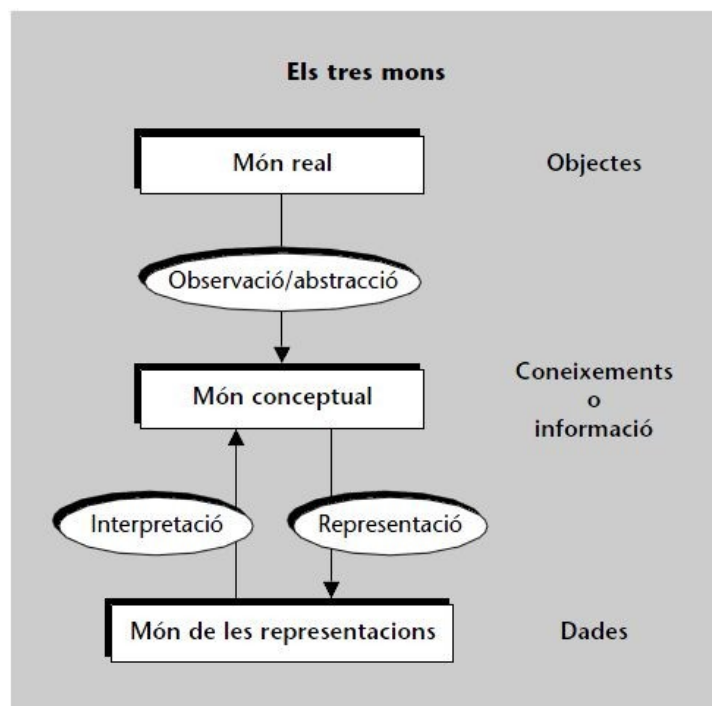 Els tres mons
Món real
Objectes
Observació/abstracció
Món conceptual
Coneixements
o
informació
Interpretació
Representació
Món de les representacions
Dades